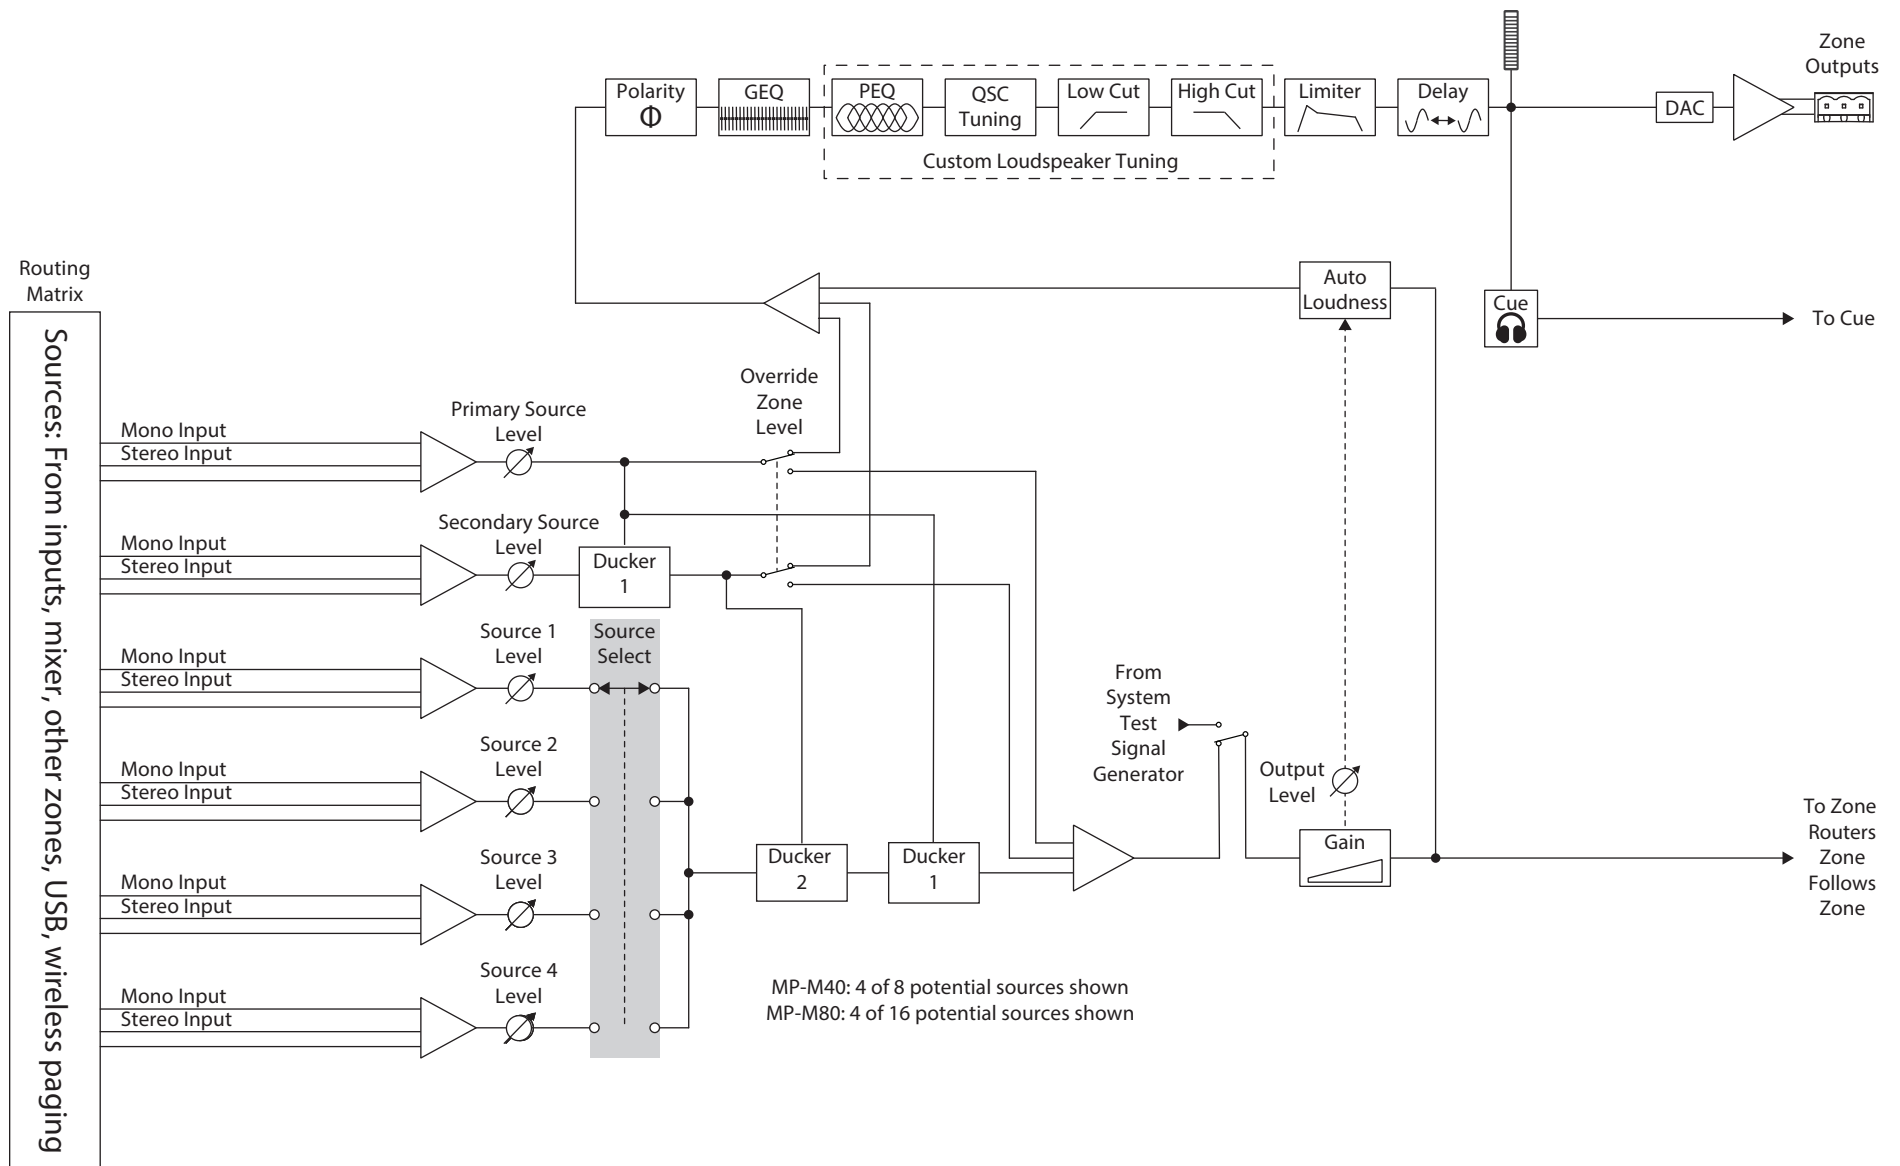 Zone
Outputs
Polarity
Φ
GEQ
PEQ
QSC
Tuning
Low Cut
High Cut
Limiter
Delay
DAC
Custom Loudspeaker Tuning
Routing
Matrix
Sources: From inputs, mixer, other zones, USB, wireless paging
Auto
Loudness
Cue
To Cue
Override
Zone
Level
Primary Source
Level
Mono Input
Stereo Input
Secondary Source
Level
Mono Input
Stereo Input
Ducker
1
Source 1
Level
Source
Select
Mono Input
Stereo Input
Source 2
Level
Mono Input
Stereo Input
Source 3
Level
Mono Input
Stereo Input
Source 4
Level
Mono Input
Stereo Input
Ducker
2
Ducker
1
From
System
Test
Signal
Generator
Output
Level
Gain
To Zone
Routers
Zone
Follows
Zone
MP-M40: 4 of 8 potential sources shown
MP-M80: 4 of 16 potential sources shown